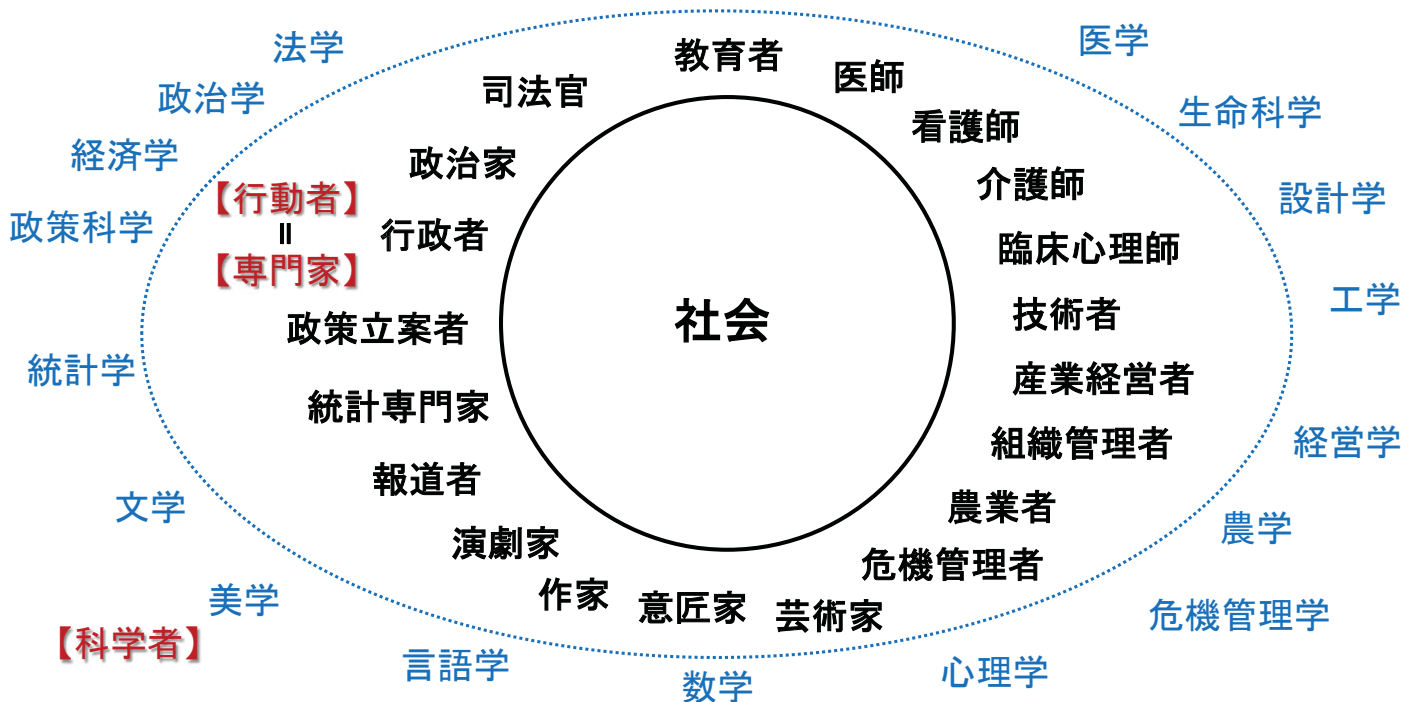 法学
医学
教育者
医師
司法官
政治学
生命科学
看護師
経済学
政治家
介護師
【行動者】
設計学
政策科学
=
行政者
臨床心理師
【専門家】
工学
政策立案者
社会
技術者
統計学
産業経営者
統計専門家
組織管理者
経営学
報道者
文学
農業者
農学
演劇家
危機管理者
作家
意匠家
芸術家
美学
危機管理学
【科学者】
言語学
心理学
数学